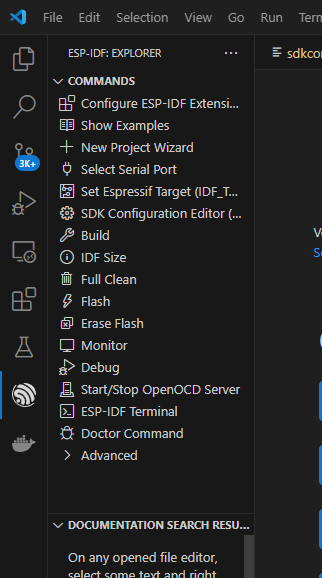 File Edit Selection View Go Run Term
ESP-IDF: EXPLORER ...
sdkcon
COMMANDS
Configure ESP-IDF Extensi...
Show Examples
New Project Wizard
Select Serial Port
Set Espressif Target (IDF_T...
SDK Configuration Editor (...
3K+
Build
IDF Size
Full Clean
Flash
Erase Flash
Monitor
Debug
Start/Stop OpenOCD Server
ESP-IDF Terminal
Doctor Command
Advanced
DOCUMENTATION SEARCH RESU...
On any opened file editor,
select some text and right